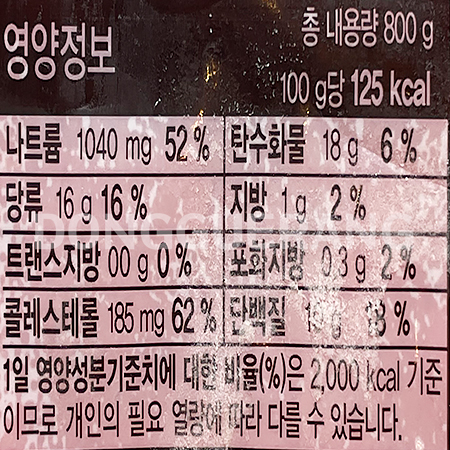 영양정보 총 내용량 800 g
100 g당 125 kcal
나트륨 1040 mg 52 % 탄수화물 18 g 6 %
당류 16 g 16 % 지방 1 g 2 %
트랜스지방 00 g 0 % 포화지방 0.3 g 2 %
콜레스테롤 185 mg 62 % 단백질
1일 영양성분기준치에 대한 비율(%)은 2,000 kcal 기준
이므로 개인의 필요 열량에 따라 다를 수 있습니다.